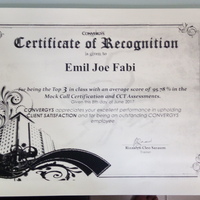 CONVERGYS
Certificate of Recognition
is given to
Emil Joe Fabi
for being the Top 3 in class with an average score of 95.78% in the
Mock Call Certification and CCT Assessments.
Given this 8th day of June 2011.
CONVERGYS appreciates your excellent performance in upholding
CLIENT SATISFACTION and for being an outstanding CONVERGYS
employee.